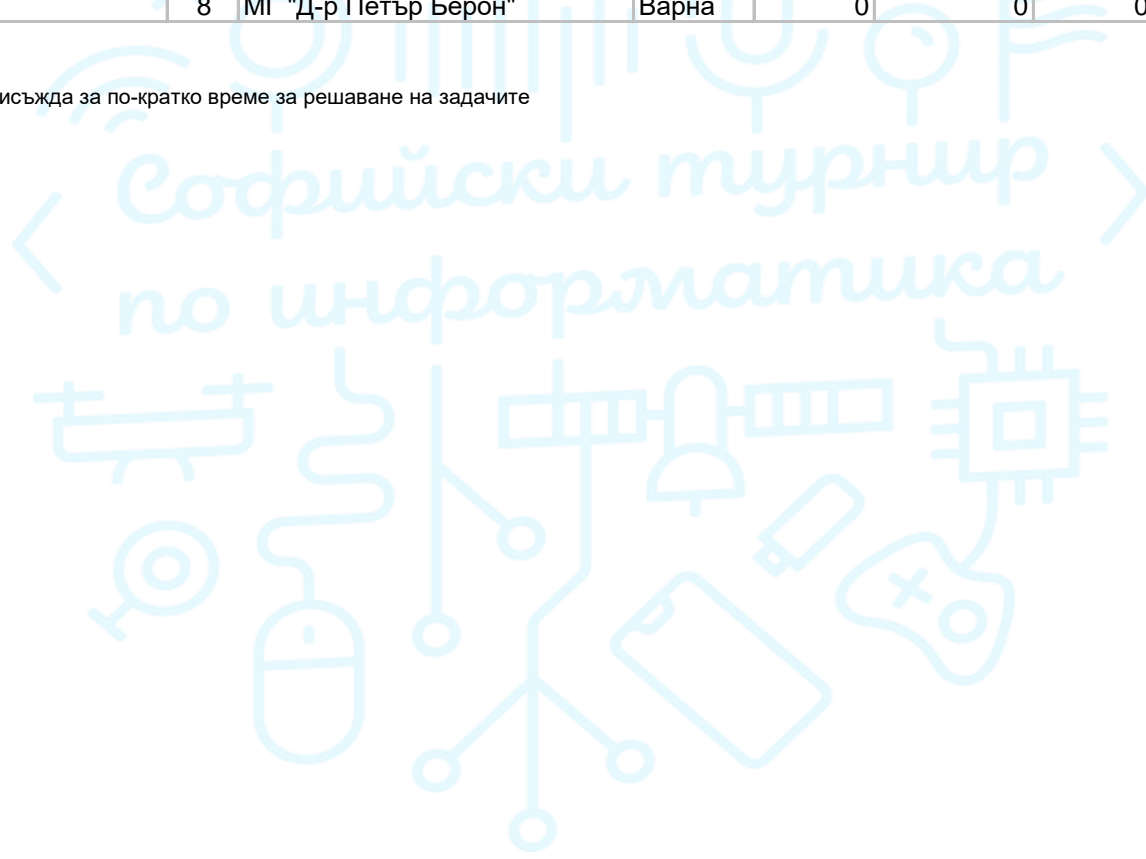 8 МГ "Д-р Петър Берон" Варна 0 0 0
исъжда за по-кратко време за решаване на задачите
Софийски турнир
по информатика